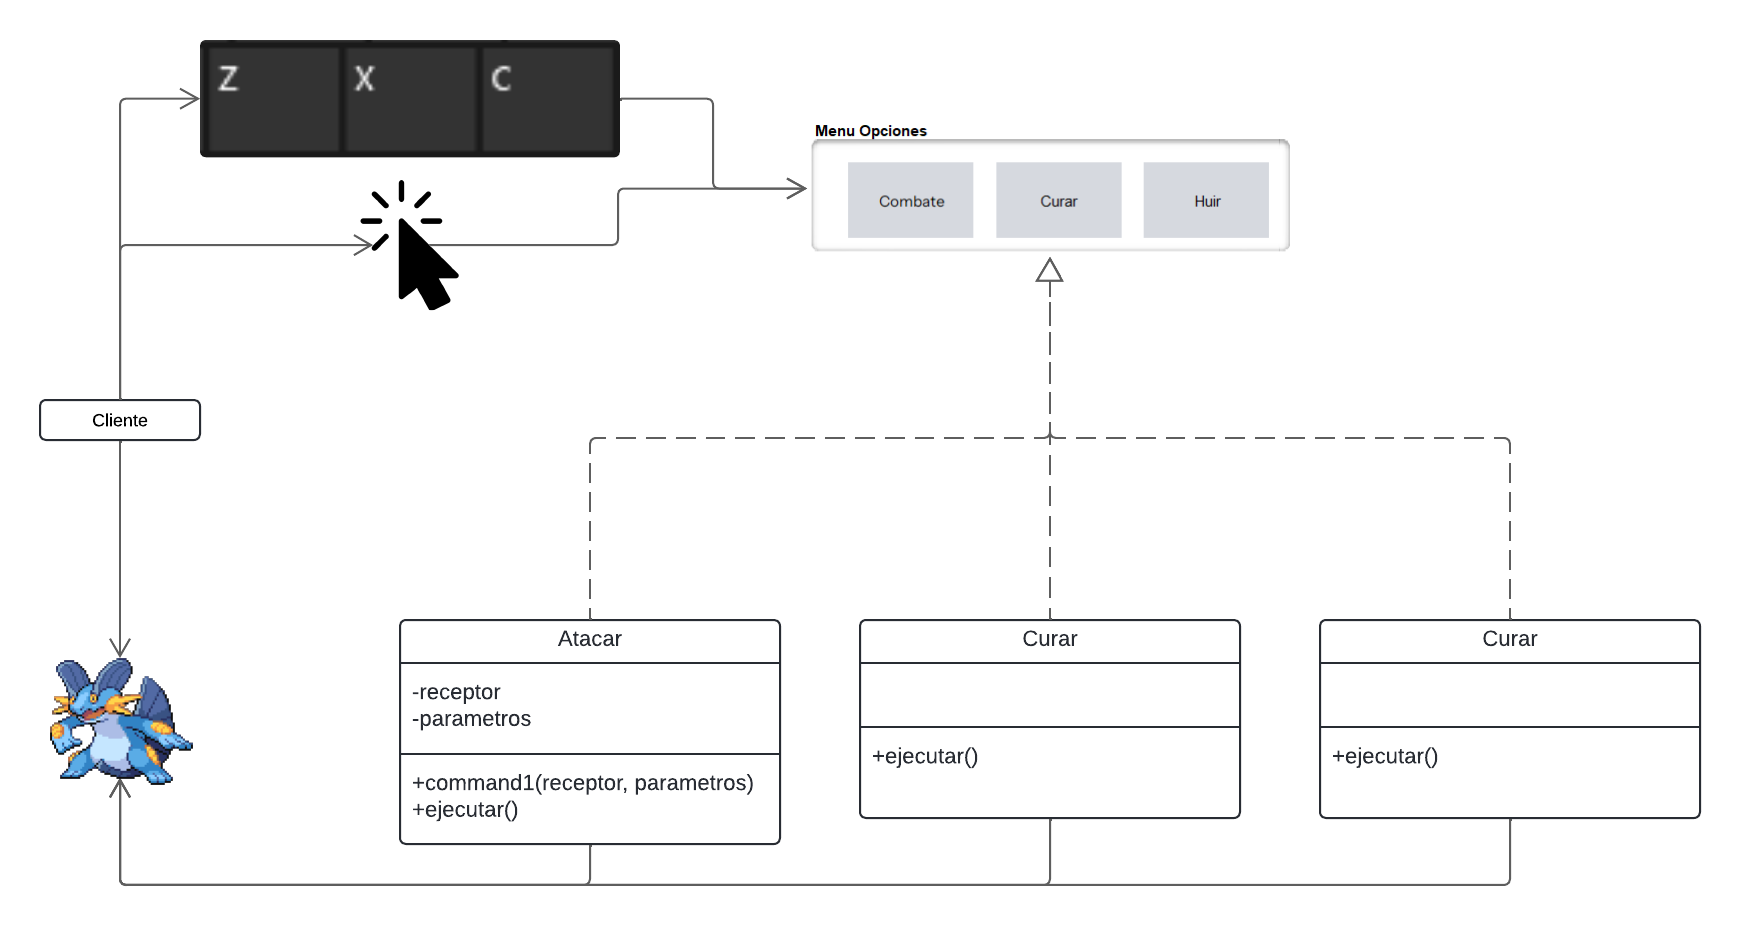 Z X C
Menu Opciones
Combate Curar Huir
Cliente
Atacar
-receptor
-parametros
+command1(receptor, parametros)
+ejecutar()
Curar
+ejecutar()
Curar
+ejecutar()